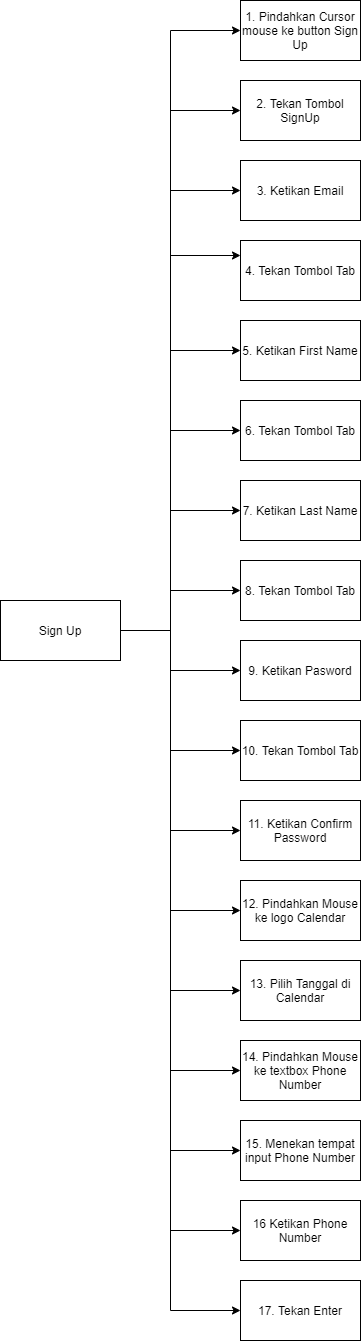 1. Pindahkan Cursor
mouse ke button Sign
Up
2. Tekan Tombol
SignUp
3. Ketikan Email
4. Tekan Tombol Tab
5. Ketikan First Name
6. Tekan Tombol Tab
7. Ketikan Last Name
8. Tekan Tombol Tab
Sign Up
9. Ketikan Pasword
10. Tekan Tombol Tab
11. Ketikan Confirm
Password
12. Pindahkan Mouse
ke logo Calendar
13. Pilih Tanggal di
Calendar
14. Pindahkan Mouse
ke textbox Phone
Number
15. Menekan tempat
input Phone Number
16 Ketikan Phone
Number
17. Tekan Enter